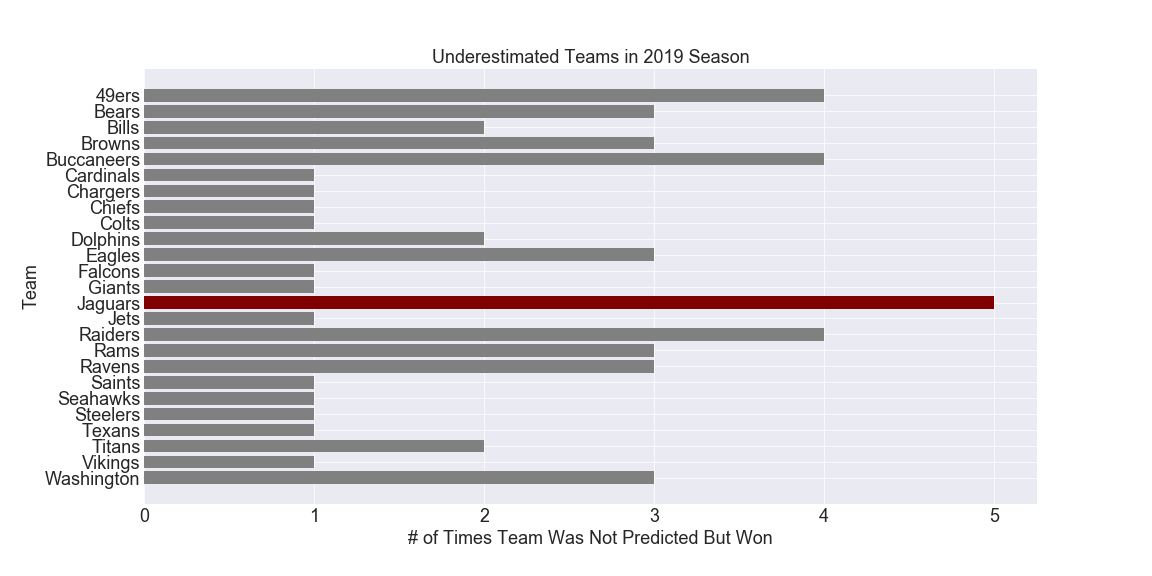 Underestimated Teams in 2019 Season
49ers
Bears
Bills
Browns
Buccaneers
Cardinals
Chargers
Chiefs
Colts
Dolphins
Eagles
Falcons
Giants
Jaguars
Jets
Raiders
Rams
Ravens
Saints
Seahawks
Steelers
Texans
Titans
Vikings
Washington
Team
0 1 2 3 4 5
# of Times Team Was Not Predicted But Won